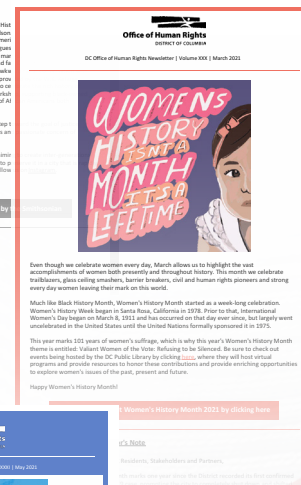 Office of Human Rights
DISTRICT OF COLUMBIA
DC Office of Human Rights Newsletter | Volume XXX | March 2021
WOMENS
HISTORY
ISN'T A
MONTH
IT'S A
LIFETIME
Even though we celebrate women every day, March allows us to highlight the vast
accomplishments of women both presently and throughout history. This month we celebrate
trailblazers, glass ceiling smashers, barrier breakers, civil and human rights pioneers and strong
every day women leaving their mark on this world.
Much like Black History Month, Women's History Month started as a week-long celebration.
Women's History Week began in Santa Rosa, California in 1978. Prior to that, International
Women's Day began on March 8, 1911 and has occurred on that day ever since, but largely went
uncelebrated in the United States until the United Nations formally sponsored it in 1975.
This year marks 101 years of women's suffrage, which is why this year's Women's History Month
theme is entitled: Valiant Women of the Vote: Refusing to be Silenced. Be sure to check out
events being hosted by the DC Public Library by clicking here, where they will host virtual
programs and provide resources to honor these contributions and provide enriching opportunities
to explore women's issues of the past, present and future.
Happy Women's History Month!
t Women's History Month 2021 by clicking here
r's Note
Residents, Stakeholders and Partners,
XXXI | May 2021